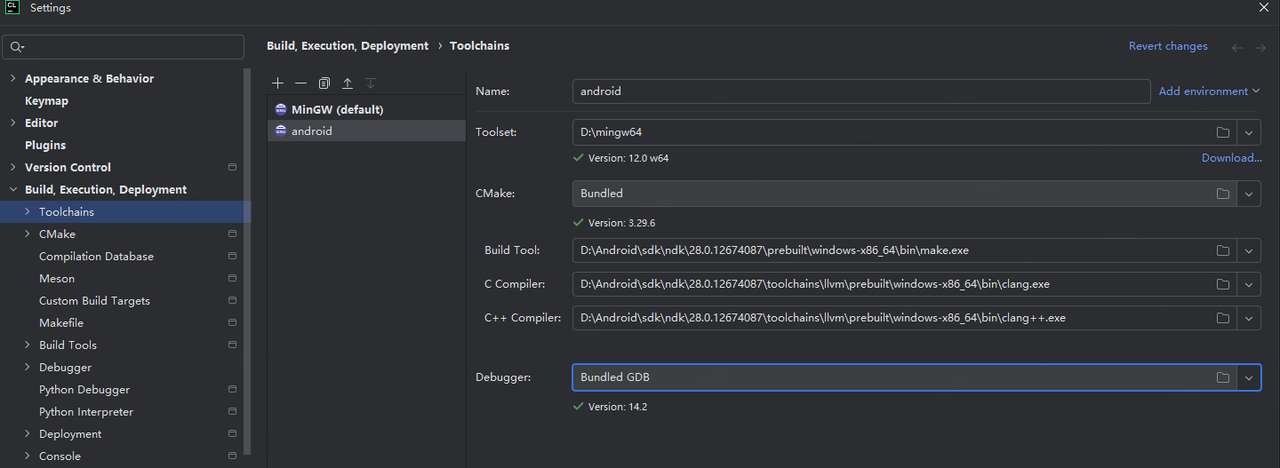 CL
Settings
Build, Execution, Deployment › Toolchains
Revert changes
Appearance & Behavior
Keymap
Editor
Plugins
Version Control
Build, Execution, Deployment
Toolchains
CMake
Compilation Database
Meson
Custom Build Targets
Makefile
Build Tools
Debugger
Python Debugger
Python Interpreter
Deployment
Console
MinGW (default)
android
Name: android Add environment
Toolset: D:\mingw64
Version: 12.0 w64 Download...
CMake: Bundled
Version: 3.29.6
Build Tool: D:\Android\sdk\ndk\28.0.12674087\prebuilt\windows-x86_64\bin\make.exe
C Compiler: D:\Android\sdk\ndk\28.0.12674087\toolchains\llvm\prebuilt\windows-x86_64\bin\clang.exe
C++ Compiler: D:\Android\sdk\ndk\28.0.12674087\toolchains\llvm\prebuilt\windows-x86_64\bin\clang++.exe
Debugger: Bundled GDB
Version: 14.2